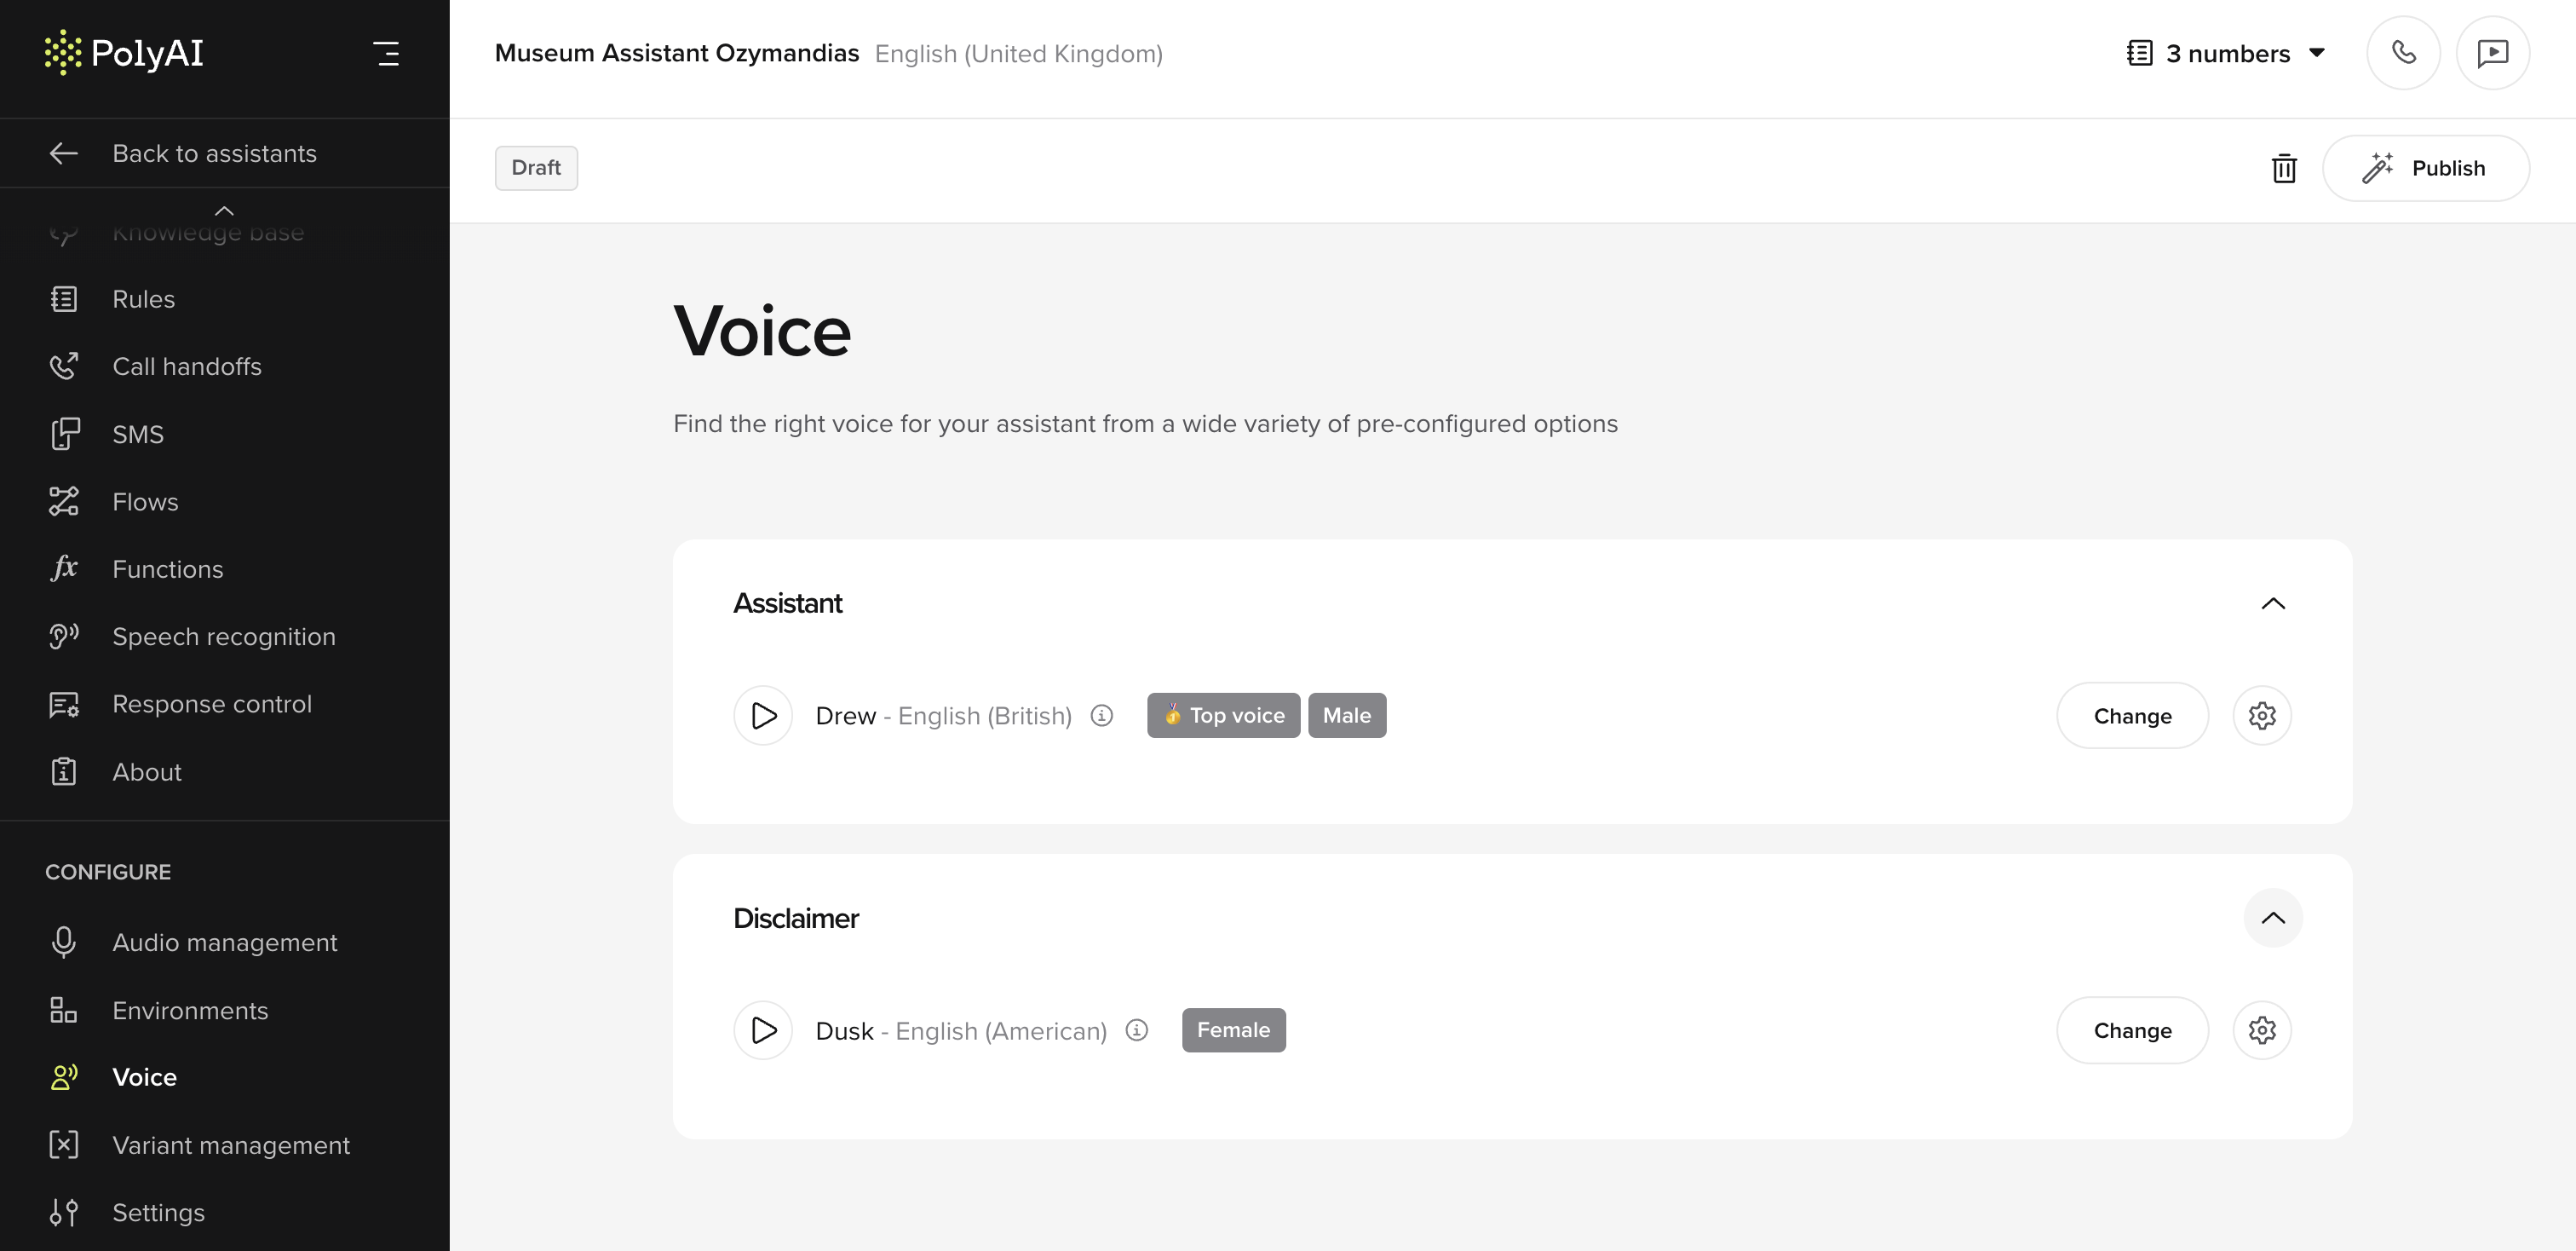 PolyAI
Back to assistants
Knowledge base
Rules
Call handoffs
SMS
Flows
Functions
Speech recognition
Response control
About
CONFIGURE
Audio management
Environments
Voice
Variant management
Settings
Museum Assistant Ozymandias English (United Kingdom)
3 numbers
Draft
Publish
Voice
Find the right voice for your assistant from a wide variety of pre-configured options
Assistant
Drew - English (British) Top voice Male
Change
Disclaimer
Dusk - English (American) Female
Change